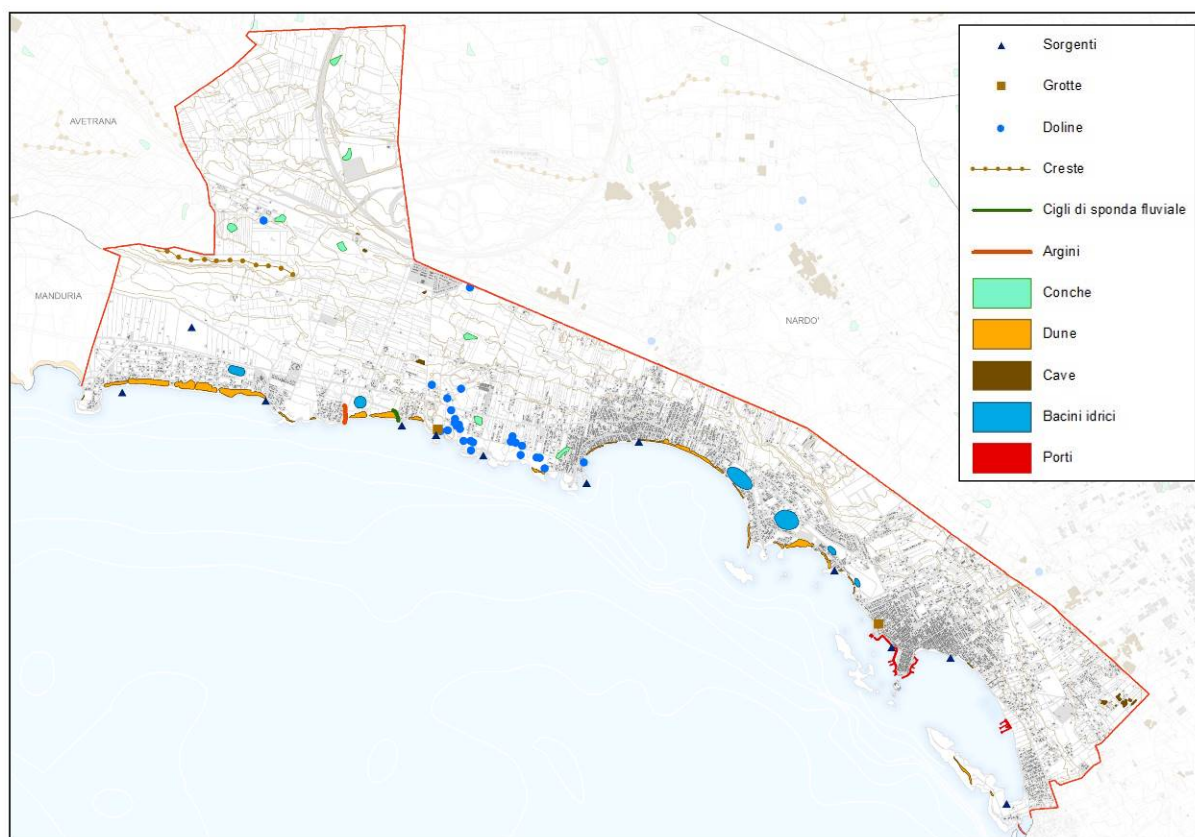 Sorgenti
Grotte
Doline
Creste
Cigli di sponda fluviale
Argini
Conche
Dune
Cave
Bacini idrici
Porti
AVETRANA
MANDURIA
NARDO'